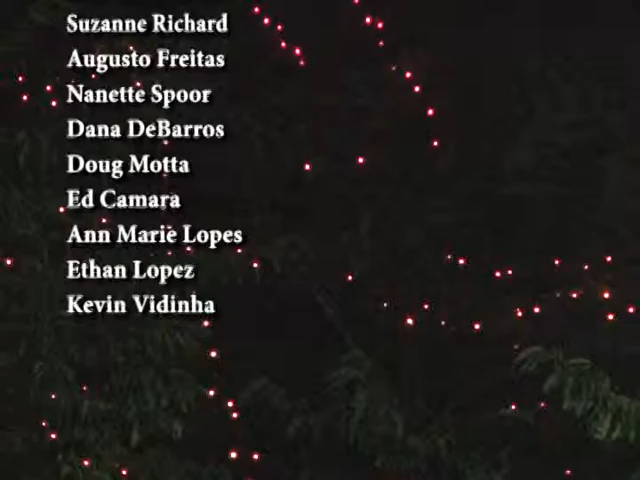 Suzanne Richard
Augusto Freitas
Nanette Spoor
Dana DeBarros
Doug Motta
Ed Camara
Ann Marie Lopes
Ethan Lopez
Kevin Vidinha